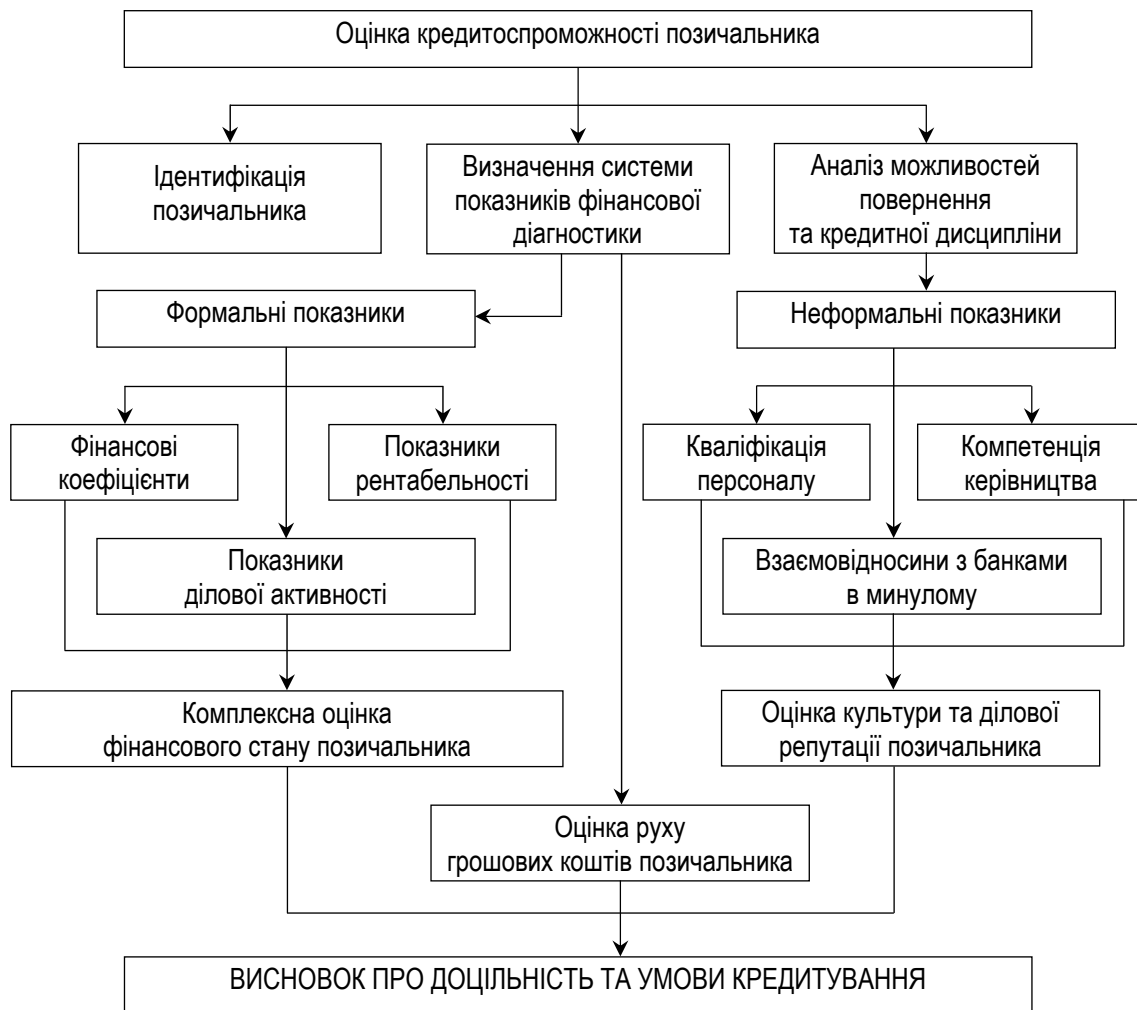 Оцінка кредитоспроможності позичальника
Ідентифікація
позичальника
Визначення системи
показників фінансової
діагностики
Аналіз можливостей
повернення
та кредитної дисципліни
Формальні показники
Неформальні показники
Фінансові
коефіцієнти
Показники
рентабельності
Кваліфікація
персоналу
Компетенція
керівництва
Показники
ділової активності
Взаємовідносини з банками
в минулому
Комплексна оцінка
фінансового стану позичальника
Оцінка культури та ділової
репутації позичальника
Оцінка руху
грошових коштів позичальника
ВИСНОВОК ПРО ДОЦІЛЬНІСТЬ ТА УМОВИ КРЕДИТУВАННЯ